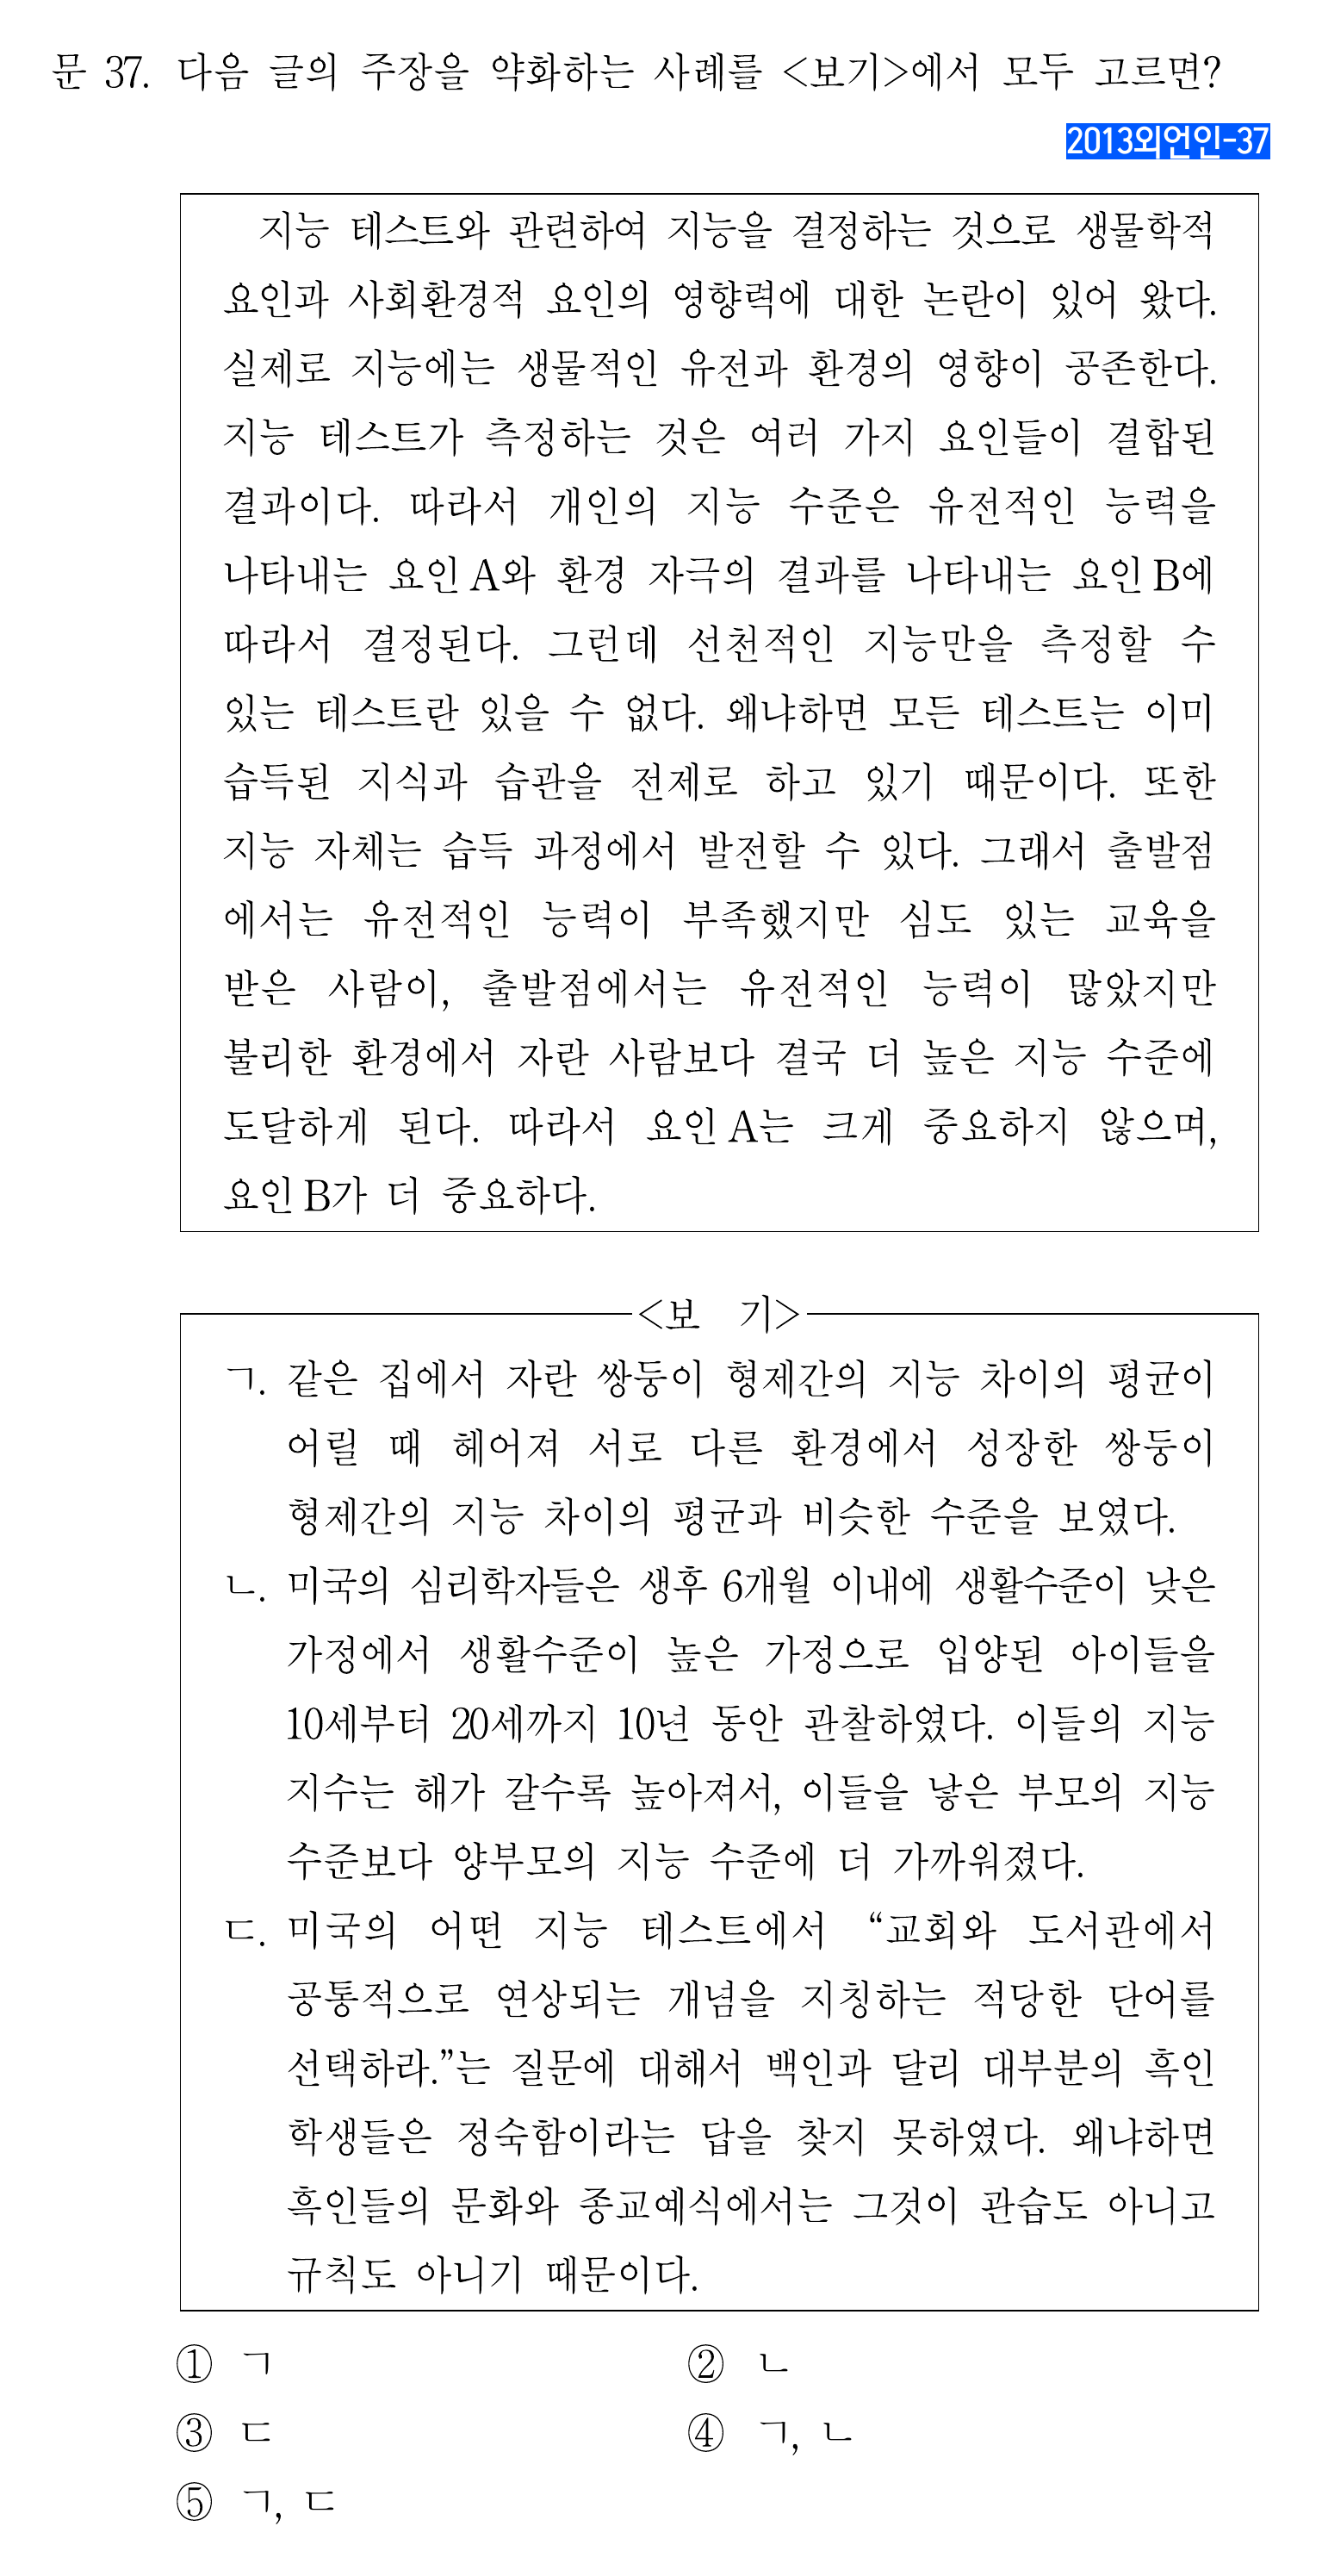 문 37. 다음 글의 주장을 약화하는 사례를 <보기>에서 모두 고르면?
2013외언인-37
지능 테스트와 관련하여 지능을 결정하는 것으로 생물학적
요인과 사회환경적 요인의 영향력에 대한 논란이 있어 왔다.
실제로 지능에는 생물적인 유전과 환경의 영향이 공존한다.
지능 테스트가 측정하는 것은 여러 가지 요인들이 결합된
결과이다. 따라서 개인의 지능 수준은 유전적인 능력을
나타내는 요인 A와 환경 자극의 결과를 나타내는 요인 B에
따라서 결정된다. 그런데 선천적인 지능만을 측정할 수
있는 테스트란 있을 수 없다. 왜냐하면 모든 테스트는 이미
습득된 지식과 습관을 전제로 하고 있기 때문이다. 또한
지능 자체는 습득 과정에서 발전할 수 있다. 그래서 출발점
에서는 유전적인 능력이 부족했지만 심도 있는 교육을
받은 사람이, 출발점에서는 유전적인 능력이 많았지만
불리한 환경에서 자란 사람보다 결국 더 높은 지능 수준에
도달하게 된다. 따라서 요인 A는 크게 중요하지 않으며,
요인 B가 더 중요하다.
<보 기>
ㄱ. 같은 집에서 자란 쌍둥이 형제간의 지능 차이의 평균이
어릴 때 헤어져 서로 다른 환경에서 성장한 쌍둥이
형제간의 지능 차이의 평균과 비슷한 수준을 보였다.
ㄴ. 미국의 심리학자들은 생후 6개월 이내에 생활수준이 낮은
가정에서 생활수준이 높은 가정으로 입양된 아이들을
10세부터 20세까지 10년 동안 관찰하였다. 이들의 지능
지수는 해가 갈수록 높아져서, 이들을 낳은 부모의 지능
수준보다 양부모의 지능 수준에 더 가까워졌다.
ㄷ. 미국의 어떤 지능 테스트에서 “교회와 도서관에서
공통적으로 연상되는 개념을 지칭하는 적당한 단어를
선택하라.”는 질문에 대해서 백인과 달리 대부분의 흑인
학생들은 정숙함이라는 답을 찾지 못하였다. 왜냐하면
흑인들의 문화와 종교예식에서는 그것이 관습도 아니고
규칙도 아니기 때문이다.
① ㄱ ② ㄴ
③ ㄷ ④ ㄱ, ㄴ
⑤ ㄱ, ㄷ